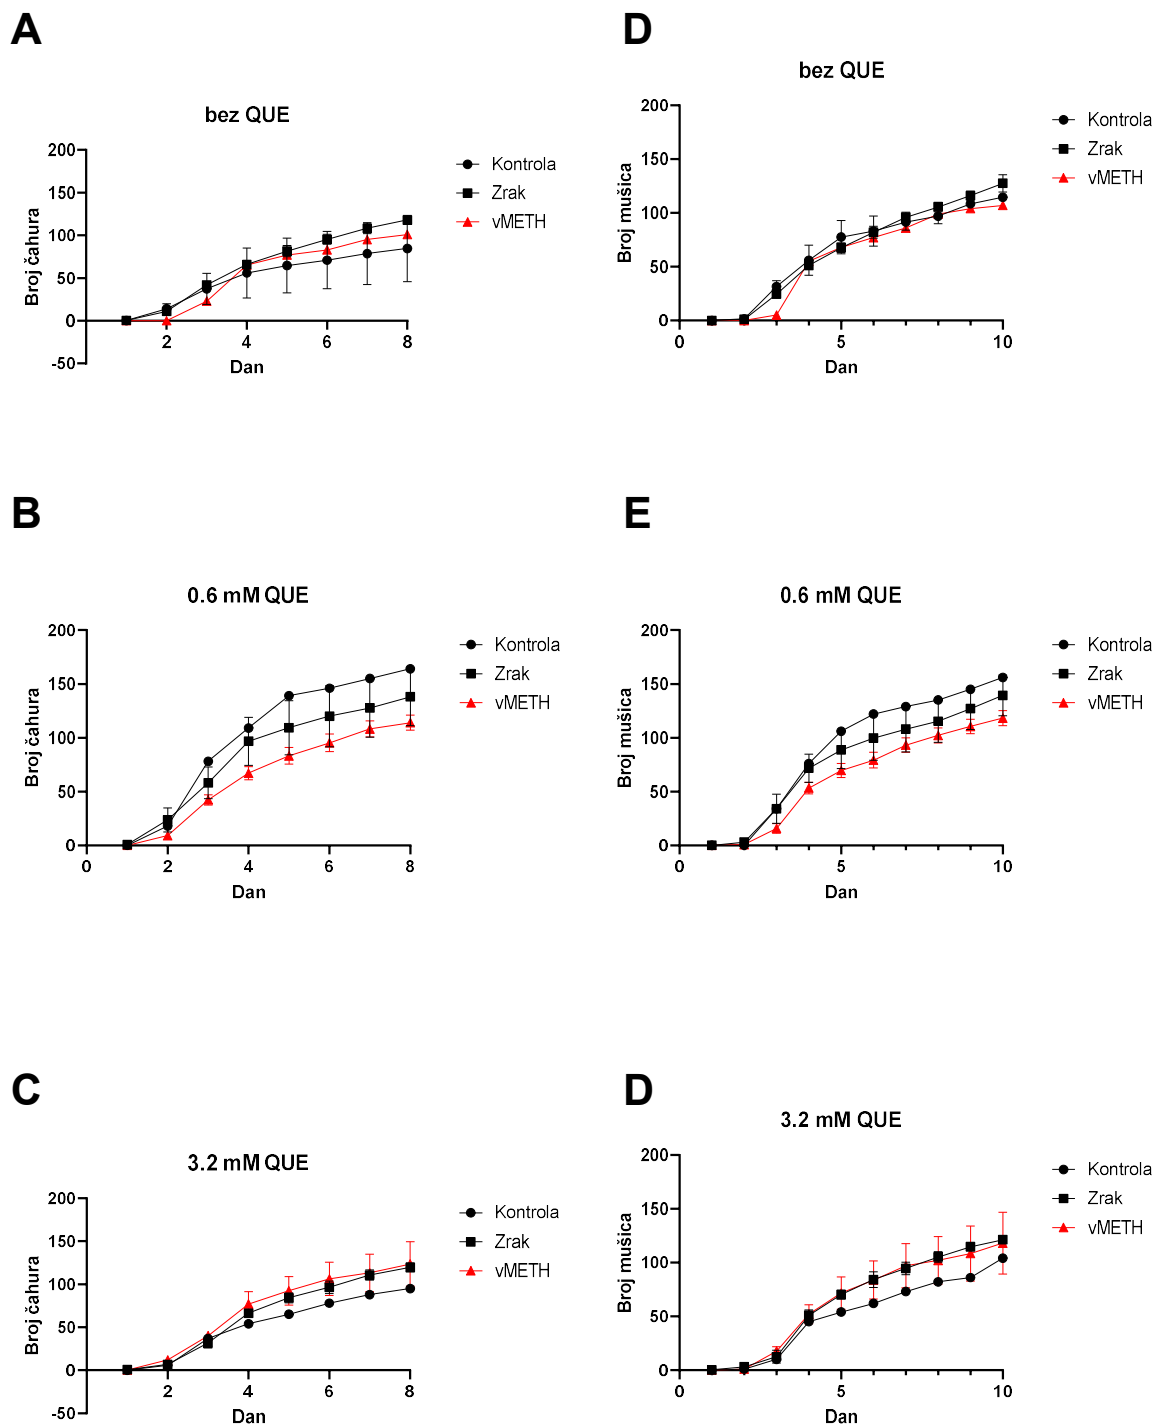 A
bez QUE
200
150
100
50
0
-50
Broj čahura
2
4
6
8
Dan
Kontrola
Zrak
vMETH
D
bez QUE
200
150
100
50
0
Broj mušica
0
5
10
Dan
Kontrola
Zrak
vMETH
B
0.6 mM QUE
200
150
100
50
0
Broj čahura
0
2
4
6
8
Dan
Kontrola
Zrak
vMETH
E
0.6 mM QUE
200
150
100
50
0
Broj mušica
0
5
10
Dan
Kontrola
Zrak
vMETH
C
3.2 mM QUE
200
150
100
50
0
-50
Broj čahura
2
4
6
8
Dan
Kontrola
Zrak
vMETH
D
3.2 mM QUE
200
150
100
50
0
Broj mušica
0
5
10
Dan
Kontrola
Zrak
vMETH